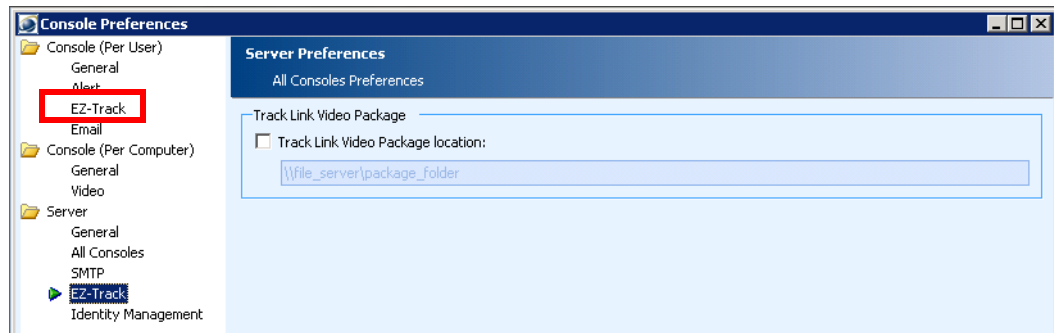 Console Preferences
Console (Per User)
General
Alert
EZ-Track
Email
Console (Per Computer)
General
Video
Server
General
All Consoles
SMTP
EZ-Track
Identity Management
Server Preferences
All Consoles Preferences
Track Link Video Package
Track Link Video Package location:
\\file_server\package_folder